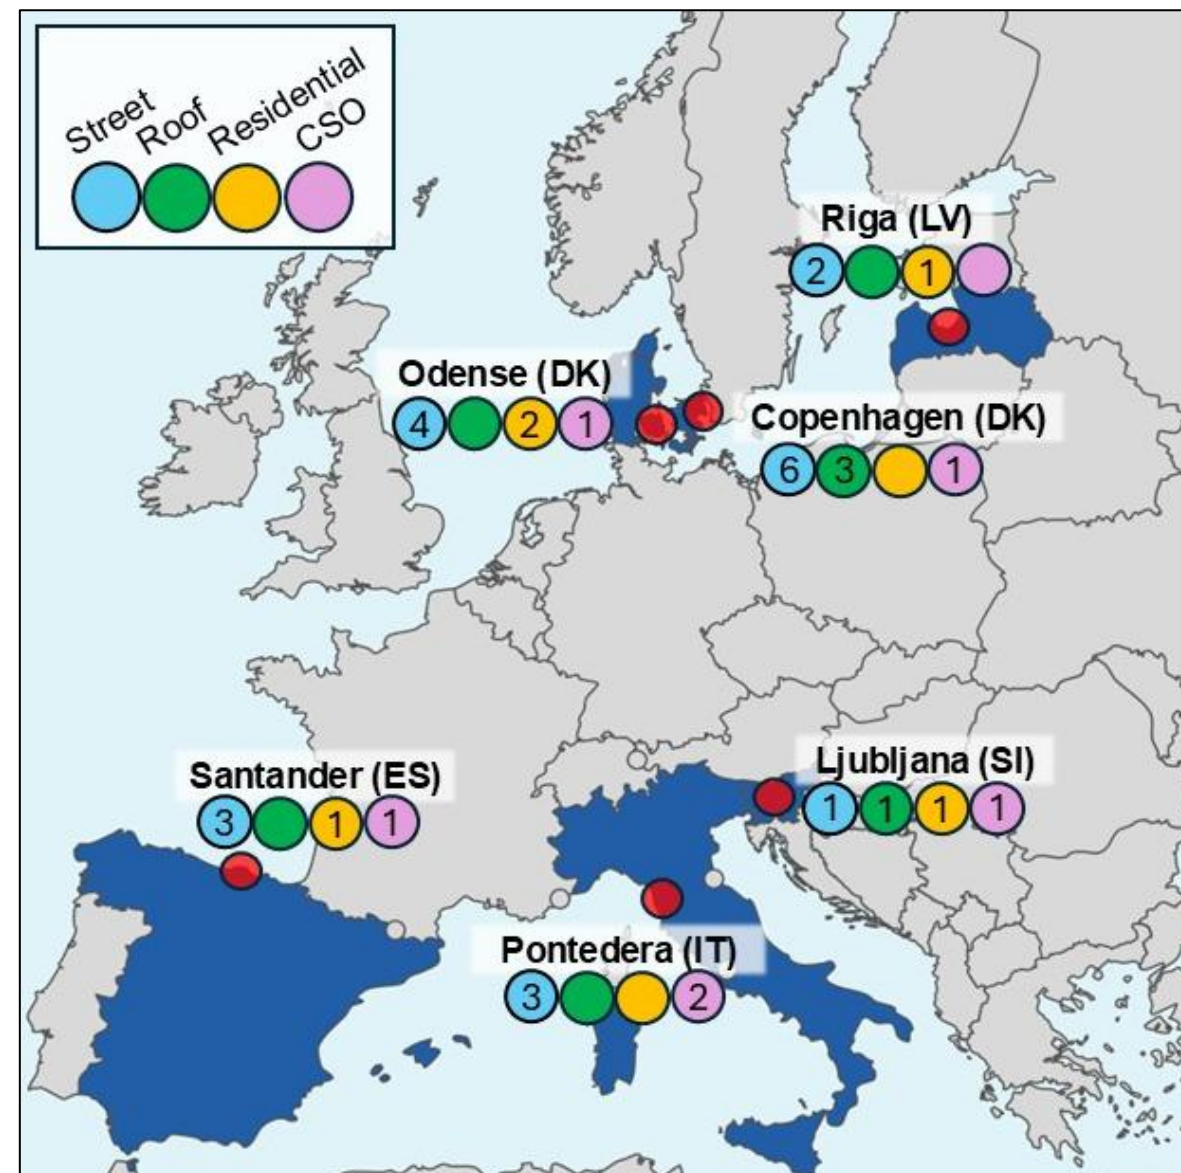 Street
Roof
Residential
CSO
Riga (LV)
2 1
Odense (DK)
4 2 1
Copenhagen (DK)
6 3 1
Ljubljana (SI)
1 1 1 1
Santander (ES)
3 1 1
Pontedera (IT)
3 2